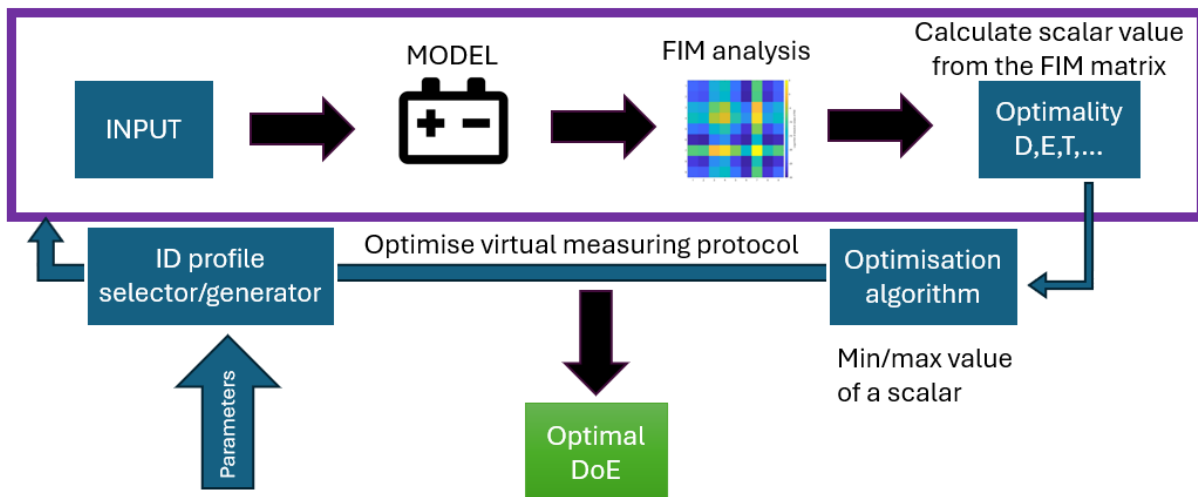 INPUT
MODEL
FIM analysis
Calculate scalar value
from the FIM matrix
Optimality
D,E,T,...
ID profile
selector/generator
Optimise virtual measuring protocol
Optimisation
algorithm
Min/max value
of a scalar
Parameters
Optimal
DoE